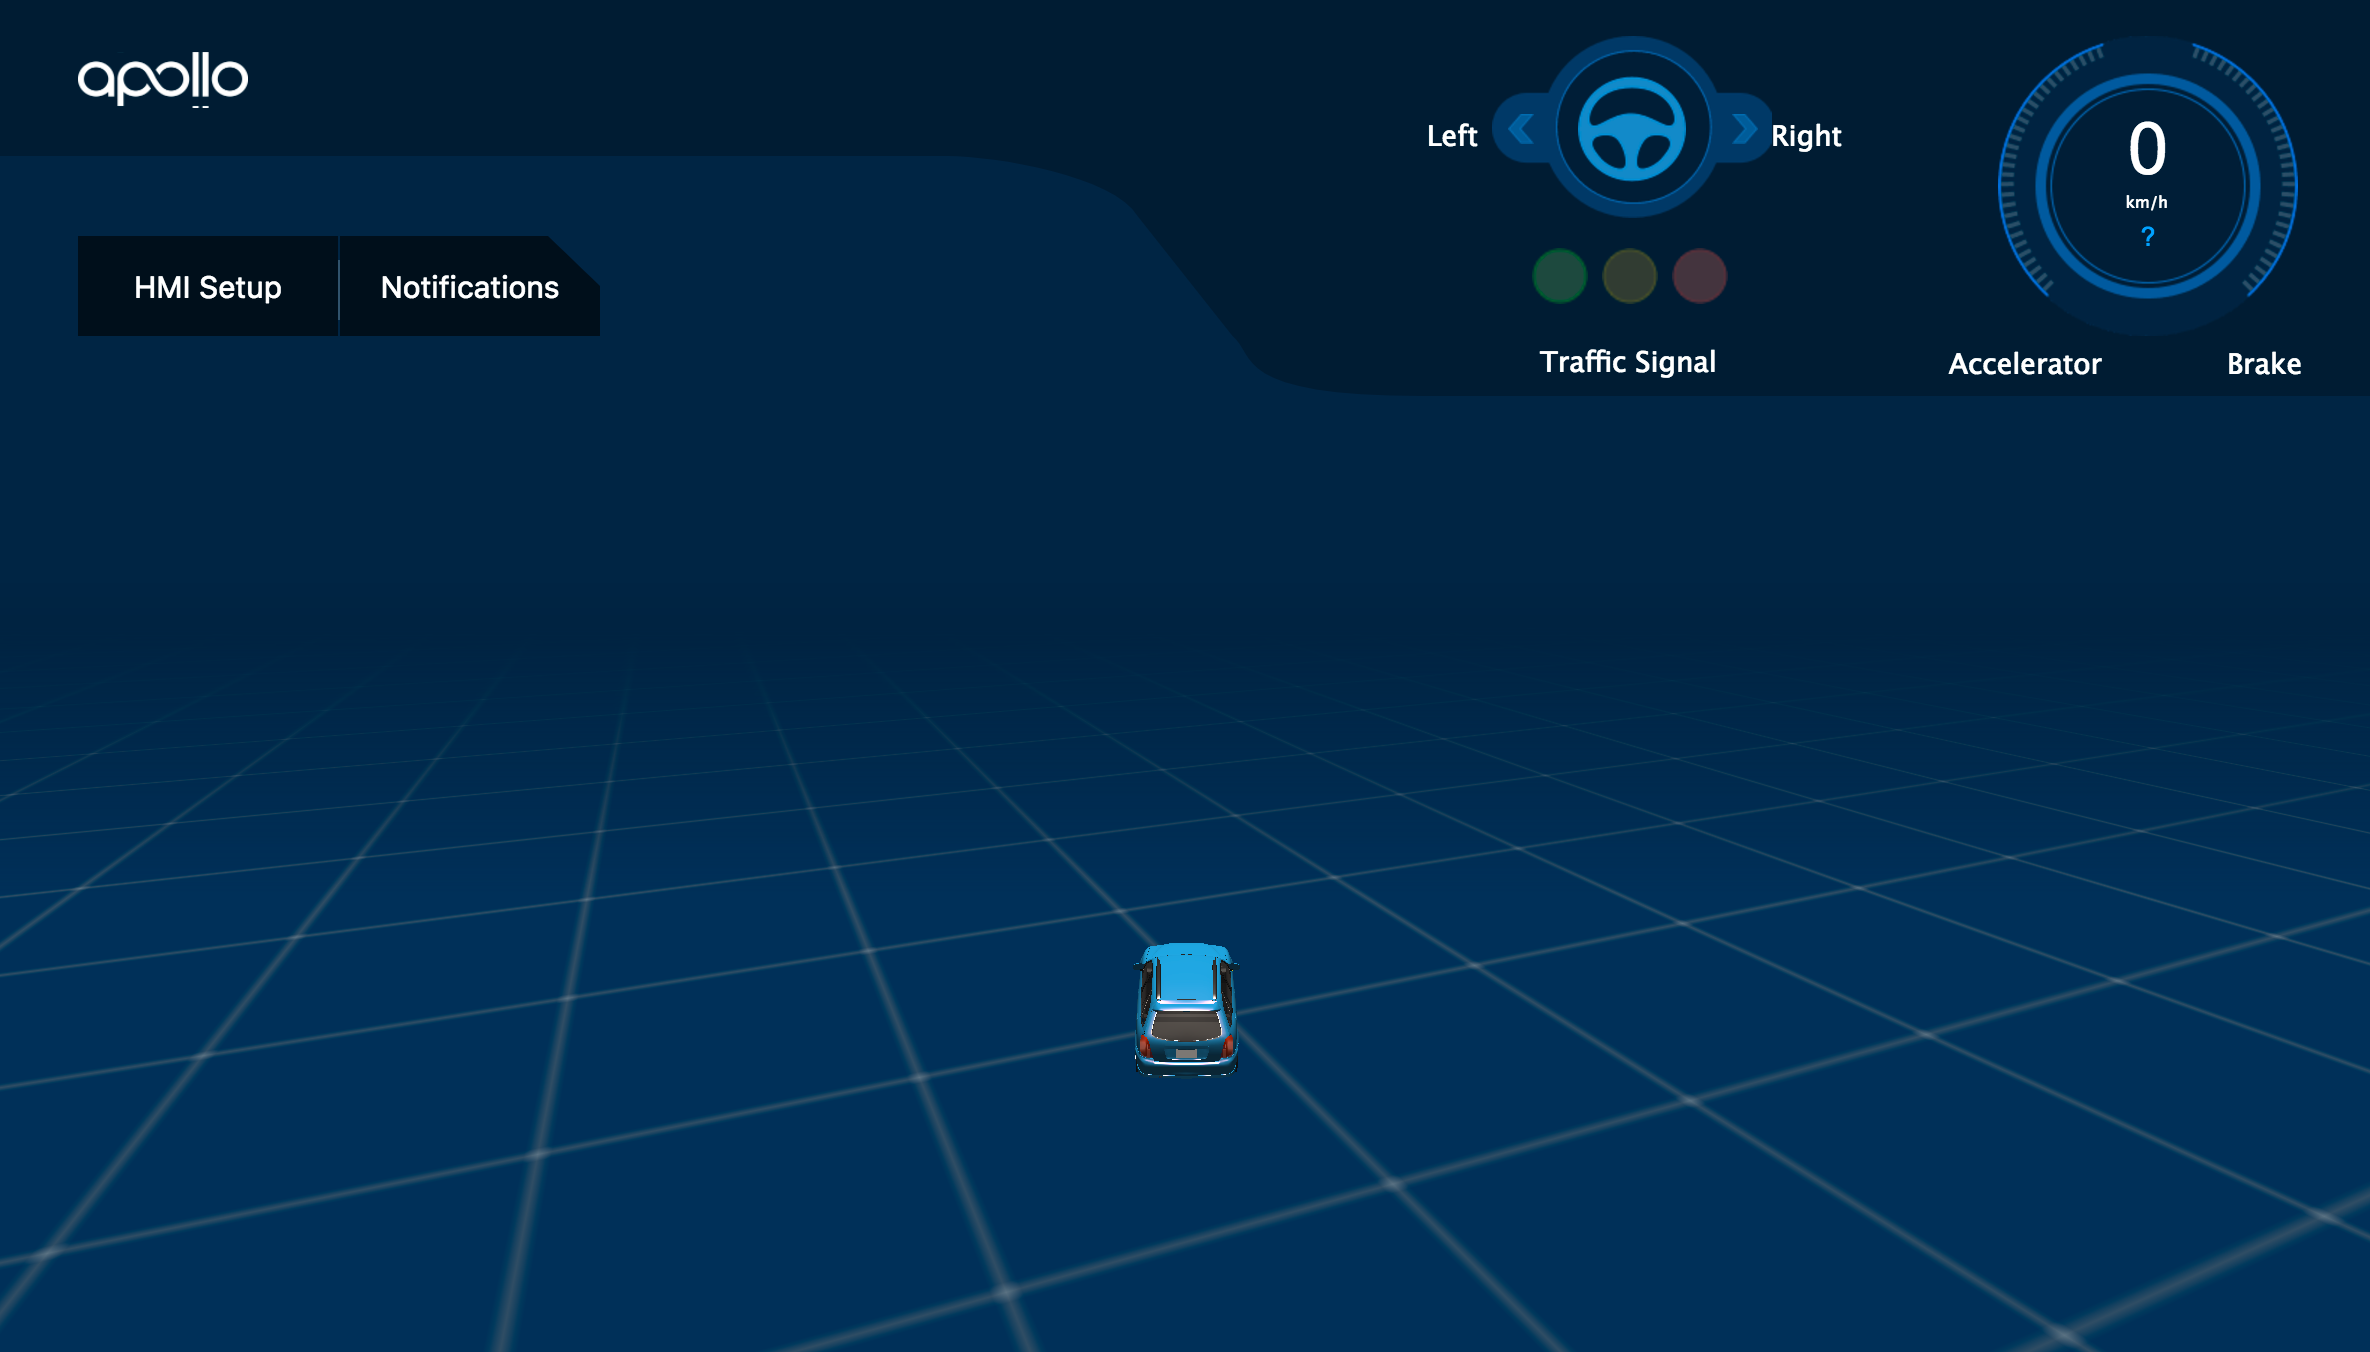 apollo
Left
Right
0
km/h
?
HMI Setup
Notifications
Traffic Signal
Accelerator
Brake